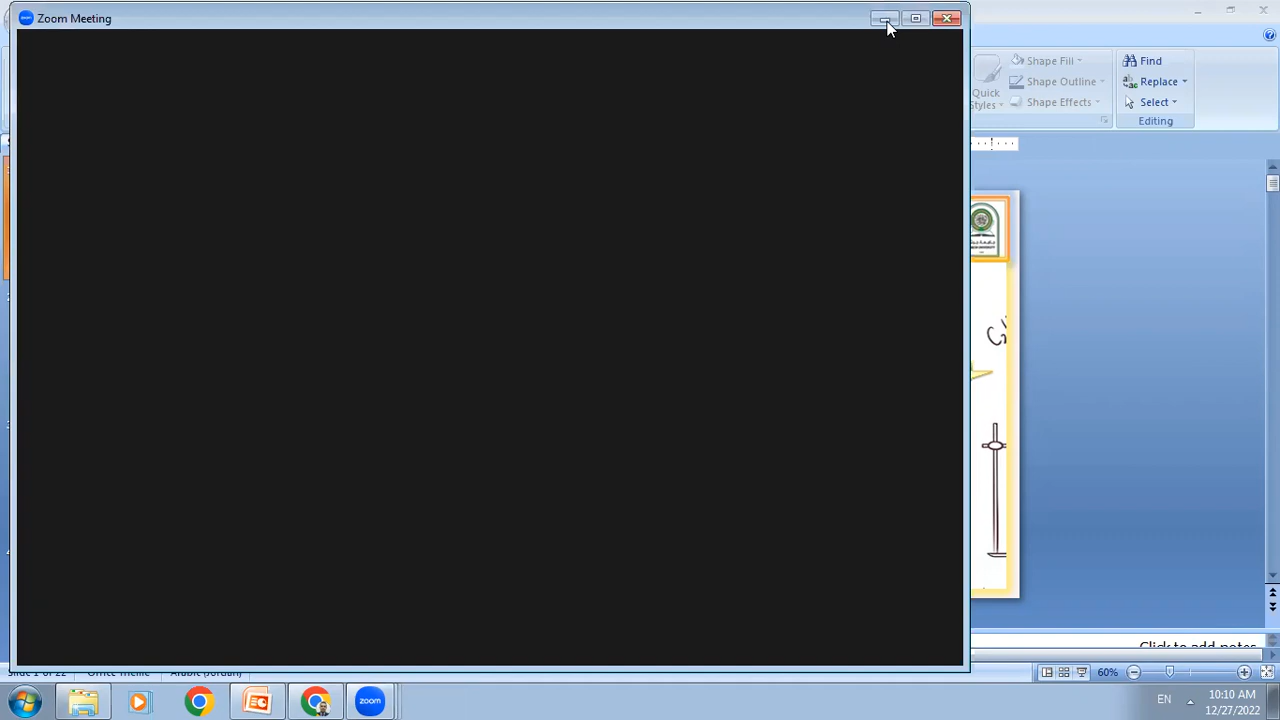 Zoom Meeting
Shape Fill
Find
Quick
Shape Outline
Replace
Shape Effects
Select
Editing
Click to add notes
60%
zoom
EN
10:10 AM
12/27/2022